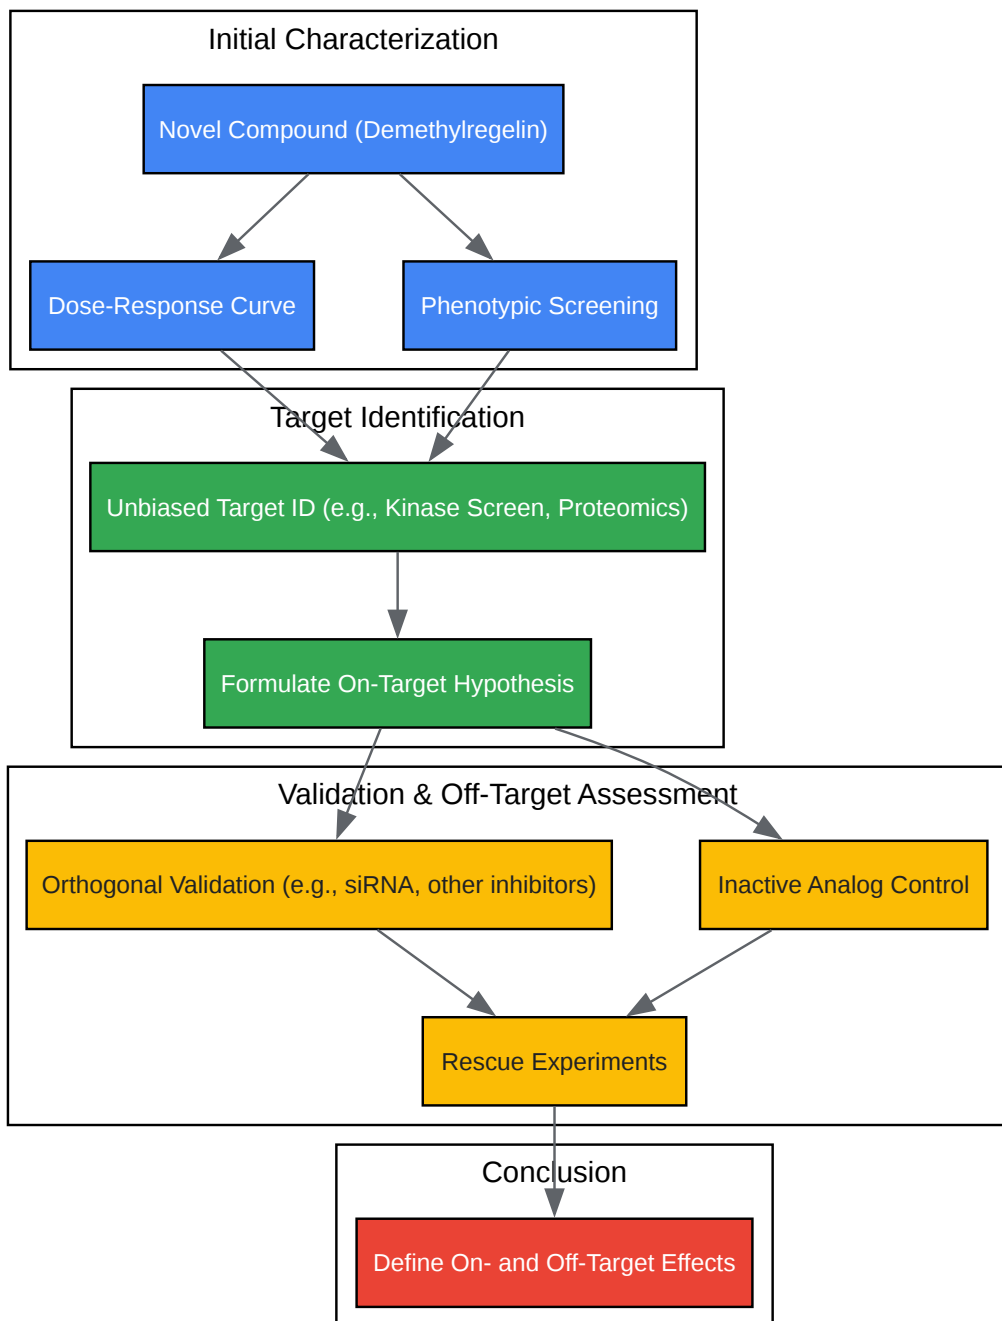 Initial Characterization
Novel Compound (Demethylregelin)
Dose-Response Curve
Phenotypic Screening
Target Identification
Unbiased Target ID (e.g., Kinase Screen, Proteomics)
Formulate On-Target Hypothesis
Validation & Off-Target Assessment
Orthogonal Validation (e.g., siRNA, other inhibitors)
Inactive Analog Control
Rescue Experiments
Conclusion
Define On- and Off-Target Effects